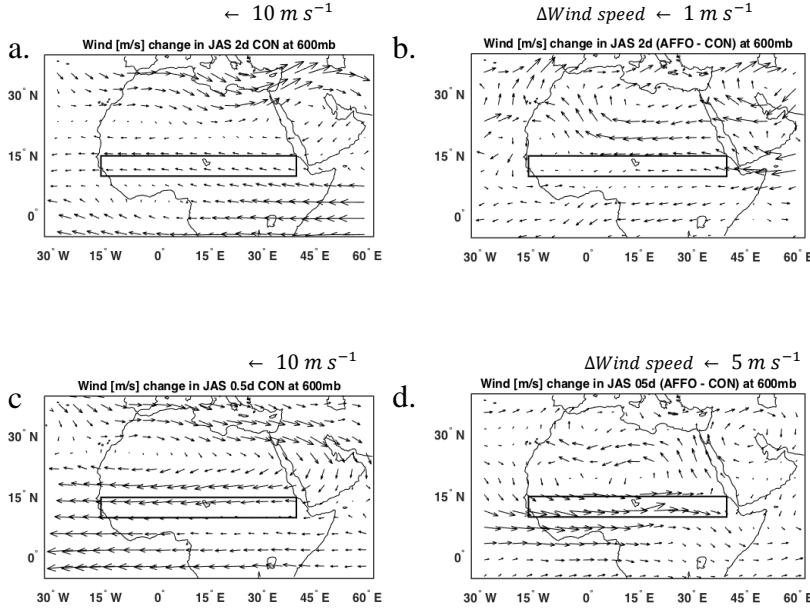 ← 10 m s⁻¹
ΔWind speed ← 1 m s⁻¹
a.
Wind [m/s] change in JAS 2d CON at 600mb
b.
Wind [m/s] change in JAS 2d (AFFO - CON) at 600mb
30° N
15° N
0°
30° W 15° W 0° 15° E 30° E 45° E 60° E
30° N
15° N
0°
30° W 15° W 0° 15° E 30° E 45° E 60° E
← 10 m s⁻¹
ΔWind speed ← 5 m s⁻¹
c
Wind [m/s] change in JAS 0.5d CON at 600mb
d.
Wind [m/s] change in JAS 05d (AFFO - CON) at 600mb
30° N
15° N
0°
30° W 15° W 0° 15° E 30° E 45° E 60° E
30° N
15° N
0°
30° W 15° W 0° 15° E 30° E 45° E 60° E